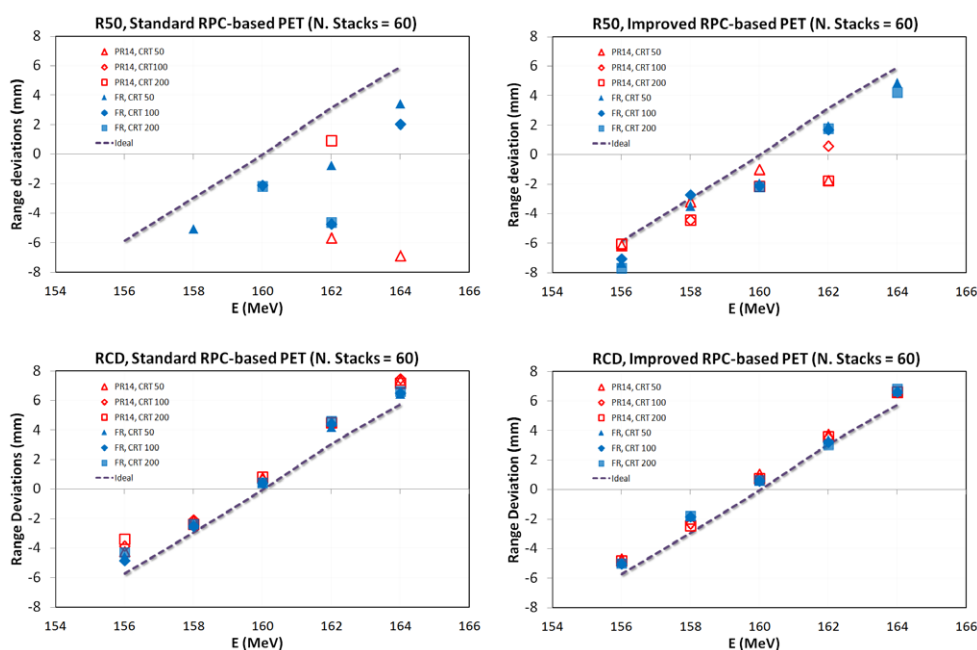 R50, Standard RPC-based PET (N. Stacks = 60)
Range deviations (mm)
8
6
4
2
0
-2
-4
-6
-8
PR14, CRT 50
PR14, CRT100
PR14, CRT 200
FR, CRT 50
FR, CRT 100
FR, CRT 200
Ideal
154 156 158 160 162 164 166
E (MeV)
R50, Improved RPC-based PET (N. Stacks = 60)
Range deviation (mm)
8
6
4
2
0
-2
-4
-6
-8
PR14, CRT 50
PR14, CRT 100
PR14, CRT 200
FR, CRT 50
FR, CRT 100
FR, CRT 200
Ideal
154 156 158 160 162 164 166
E (MeV)
RCD, Standard RPC-based PET (N. Stacks = 60)
Range Deviations (mm)
8
6
4
2
0
-2
-4
-6
-8
PR14, CRT 50
PR14, CRT 100
PR14, CRT 200
FR, CRT 50
FR, CRT 100
FR, CRT 200
Ideal
154 156 158 160 162 164 166
E (MeV)
RCD, Improved RPC-based PET (N. Stacks = 60)
Range Deviation (mm)
8
6
4
2
0
-2
-4
-6
-8
PR14, CRT 50
PR14, CRT 100
PR14, CRT 200
FR, CRT 50
FR, CRT 100
FR, CRT 200
Ideal
154 156 158 160 162 164 166
E (MeV)